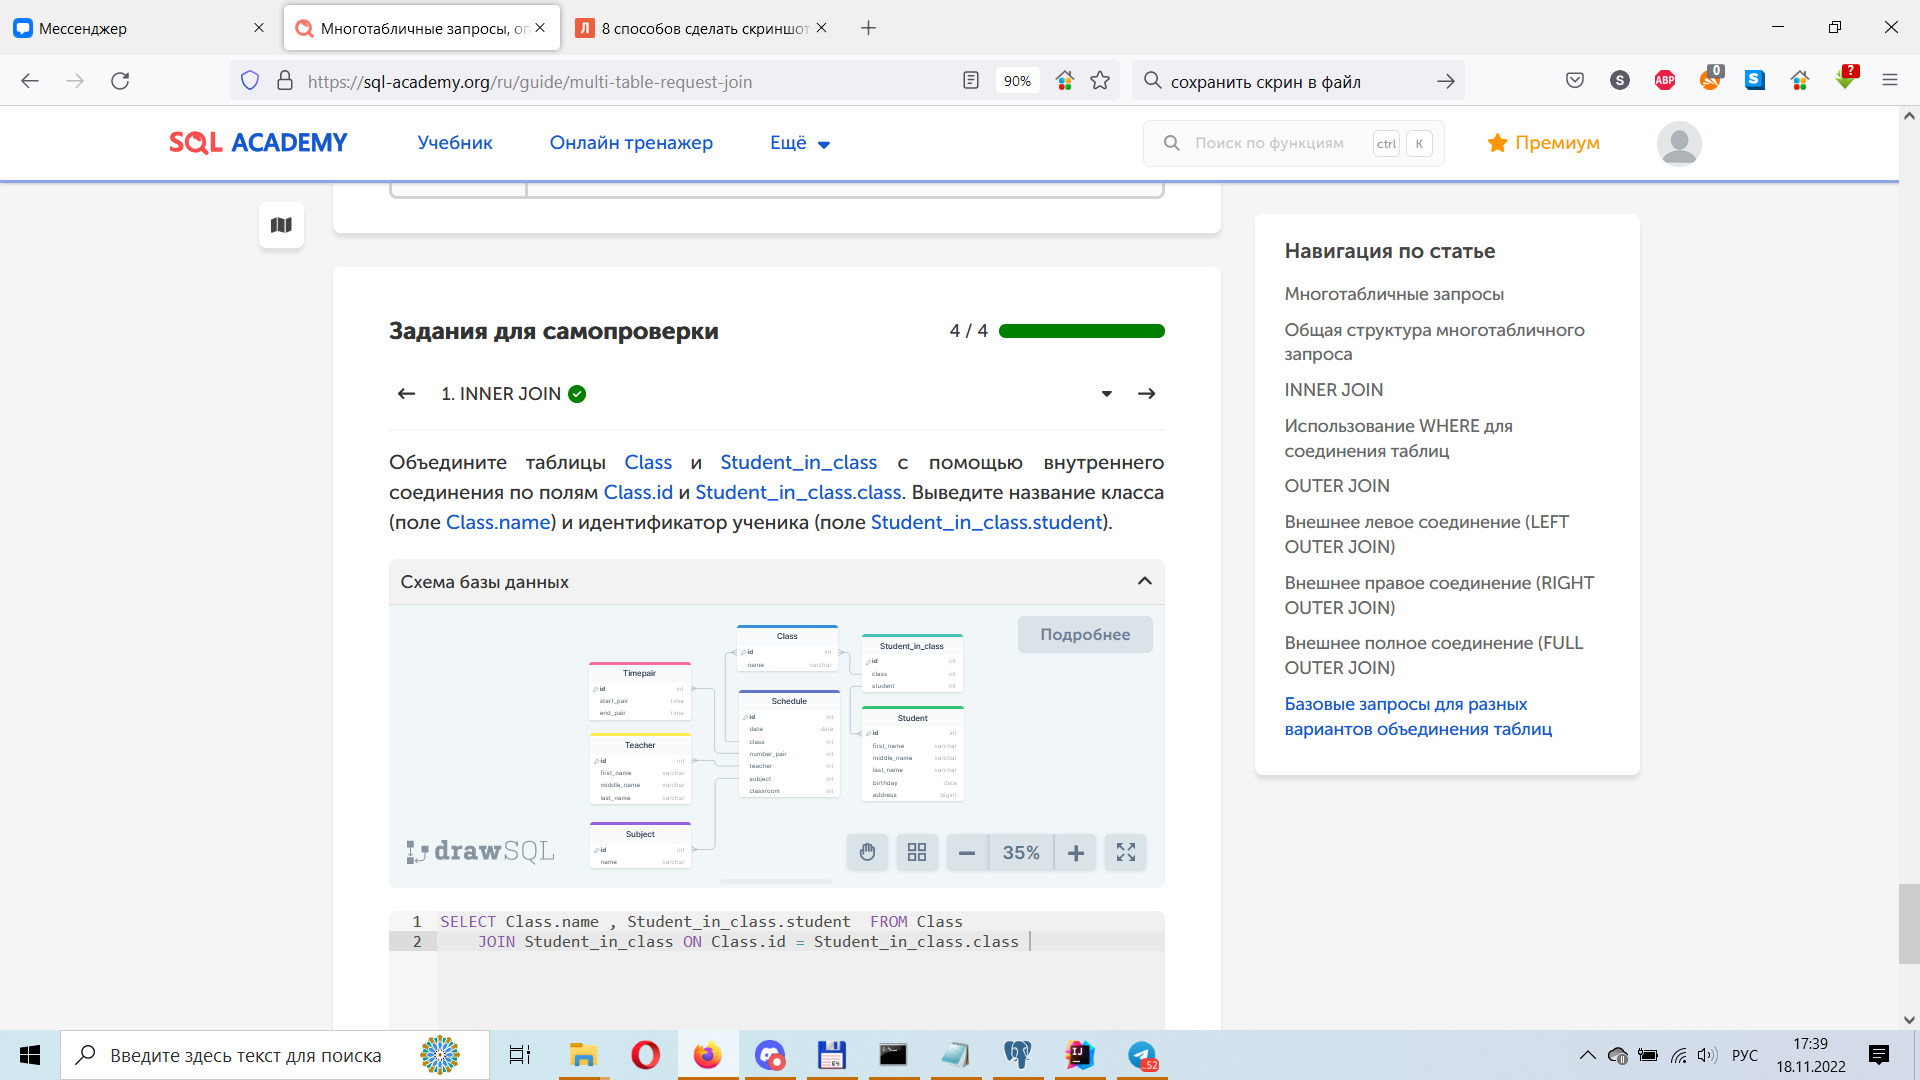 Мессенджер
Многотабличные запросы, оп
Л 8 способов сделать скриншот
https://sql-academy.org/ru/guide/multi-table-request-join
90%
сохранить скрин в файл
S
ABP
0
S
?
SQL ACADEMY
Учебник
Онлайн тренажер
Ещё
Поиск по функциям
ctrl
K
Премиум
Задания для самопроверки
4 / 4
1. INNER JOIN
Объедините таблицы Class и Student_in_class с помощью внутреннего
соединения по полям Class.id и Student_in_class.class. Выведите название класса
(поле Class.name) и идентификатор ученика (поле Student_in_class.student).
Схема базы данных
Подробнее
Class
id int
name varchar
Student_in_class
id int
class int
student int
Timepair
id int
start_pair time
end_pair time
Schedule
id int
date date
class int
number_pair int
teacher int
subject int
classroom int
Student
id int
first_name varchar
middle_name varchar
last_name varchar
birthday date
address bigint
Teacher
id int
first_name varchar
middle_name varchar
last_name varchar
Subject
id int
name varchar
drawSQL
35%
1 SELECT Class.name , Student_in_class.student  FROM Class
2     JOIN Student_in_class ON Class.id = Student_in_class.class
Навигация по статье
Многотабличные запросы
Общая структура многотабличного
запроса
INNER JOIN
Использование WHERE для
соединения таблиц
OUTER JOIN
Внешнее левое соединение (LEFT
OUTER JOIN)
Внешнее правое соединение (RIGHT
OUTER JOIN)
Внешнее полное соединение (FULL
OUTER JOIN)
Базовые запросы для разных
вариантов объединения таблиц
Введите здесь текст для поиска
64
IJ
..52
РУС
17:39
18.11.2022